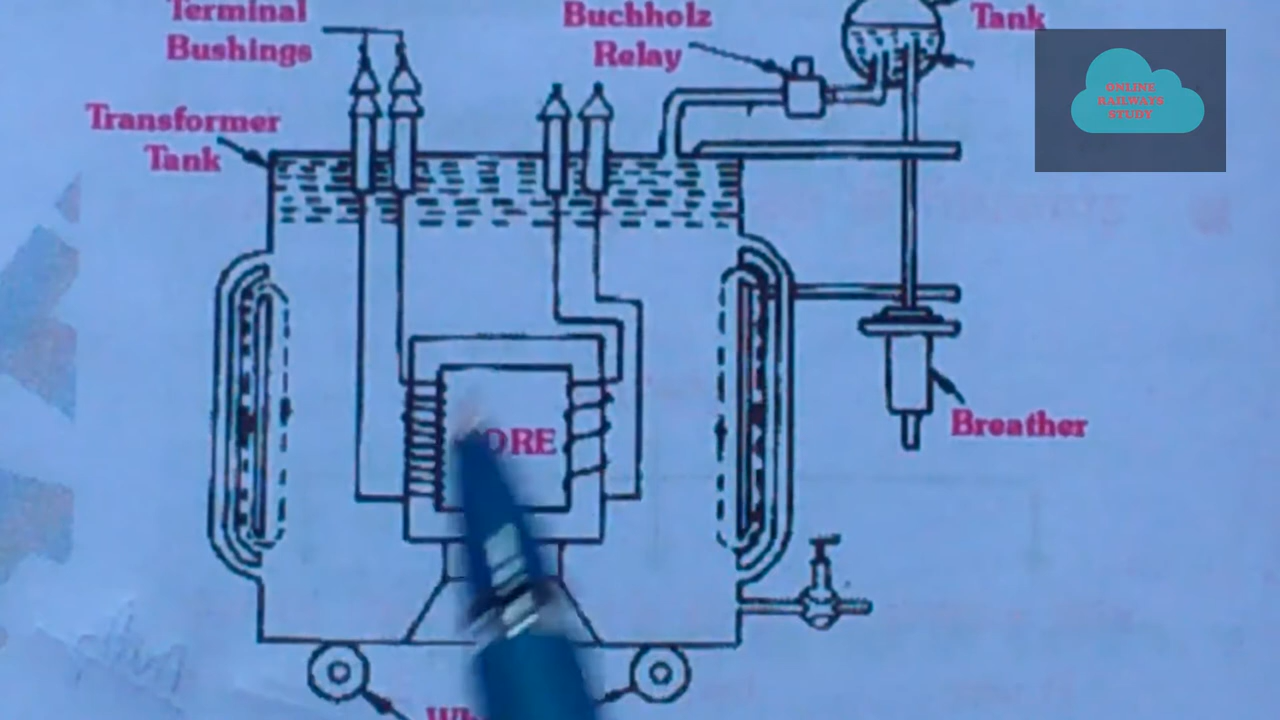 Terminal
Bushings
Buchholz
Relay
Tank
ONLINE
RAILWAYS
STUDY
Transformer
Tank
Breather